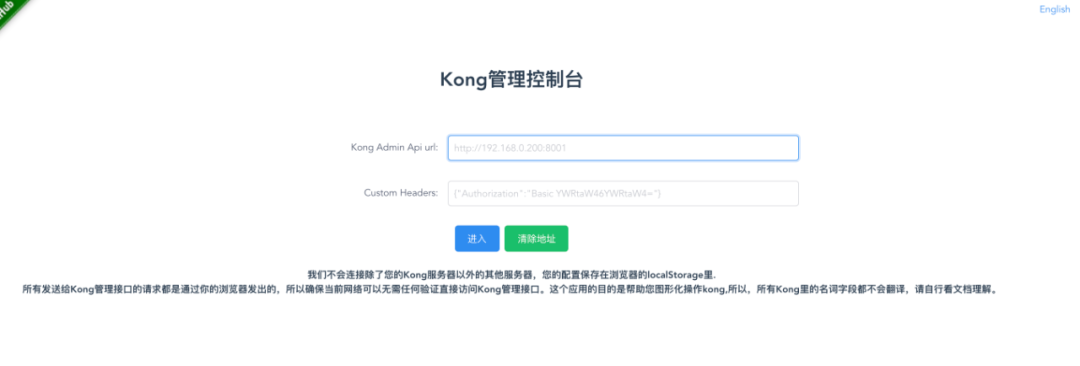 English
Kong管理控制台
Kong Admin Api url:
http://192.168.0.200:8001
Custom Headers:
{"Authorization":"Basic YWRtaW46YWRtaW4="}
进入
清除地址
我们不会连接除了您的Kong服务器以外的其他服务器，您的配置保存在浏览器的localStorage里.
所有发送给Kong管理接口的请求都是通过你的浏览器发出的，所以确保当前网络可以无需任何验证直接访问Kong管理接口。这个应用的目的是帮助您图形化操作kong,所以，所有Kong里的名词字段都不会翻译，请自行看文档理解。